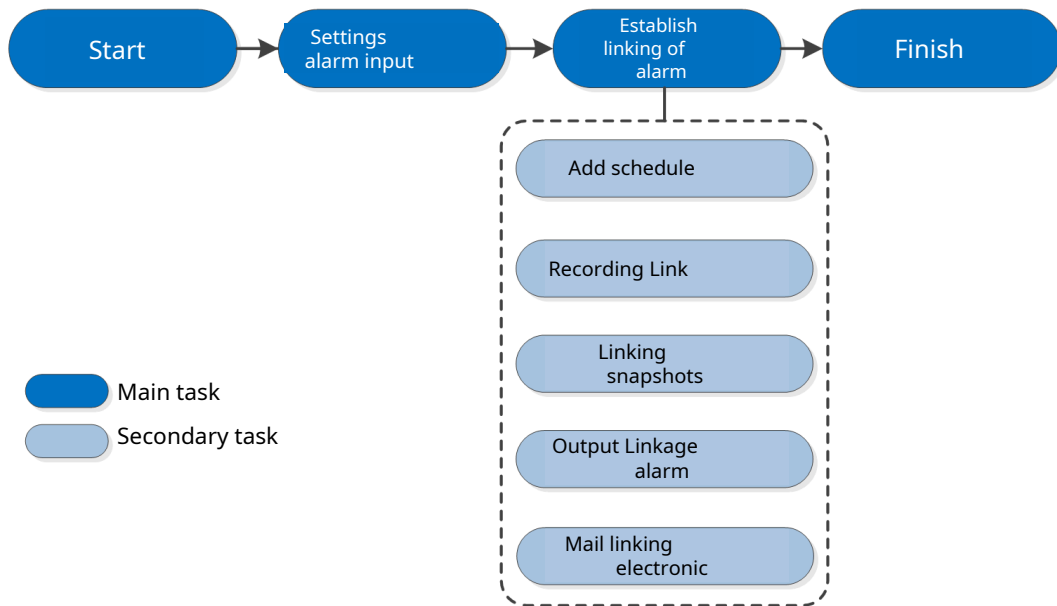 Start
Settings
alarm input
Establish
linking of
alarm
Finish
Add schedule
Recording Link
Linking
snapshots
Output Linkage
alarm
Mail linking
electronic
Main task
Secondary task